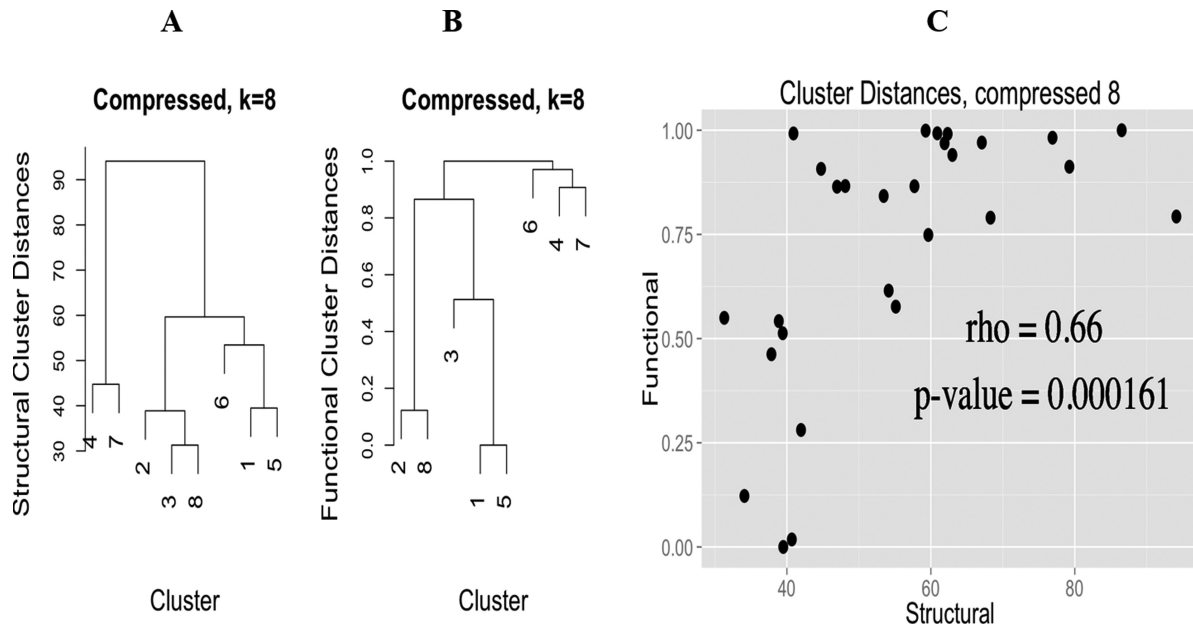 A
B
C
Compressed, k=8
Compressed, k=8
Cluster Distances, compressed 8
Structural Cluster Distances
30
40
50
60
70
80
90
4
7
2
3
8
6
1
5
Cluster
Functional Cluster Distances
0.0
0.2
0.4
0.6
0.8
1.0
2
8
3
1
5
6
4
7
Cluster
Functional
1.00
0.75
0.50
0.25
0.00
rho = 0.66
p-value = 0.000161
40
60
80
Structural